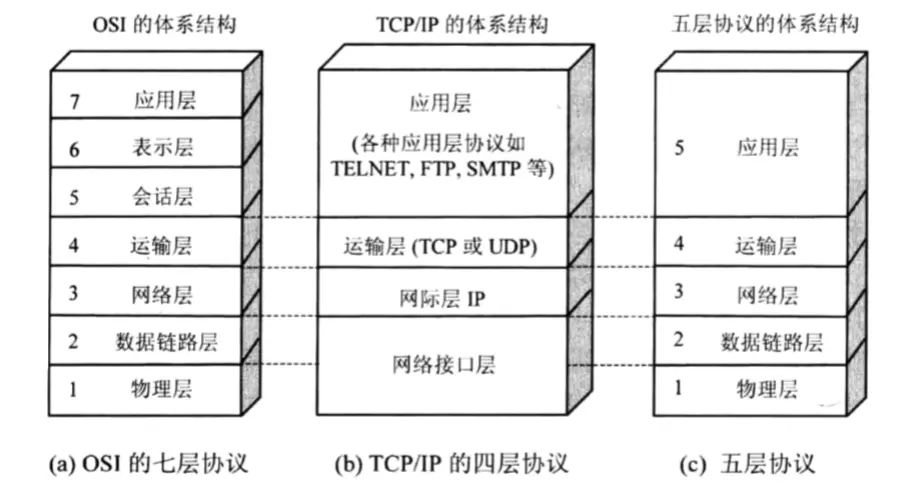 OSI 的体系结构
TCP/IP 的体系结构
五层协议的体系结构
7 应用层
6 表示层
5 会话层
4 运输层
3 网络层
2 数据链路层
1 物理层
应用层
(各种应用层协议如
TELNET, FTP, SMTP 等)
运输层 (TCP 或 UDP)
网际层 IP
网络接口层
5 应用层
4 运输层
3 网络层
2 数据链路层
1 物理层
(a) OSI 的七层协议
(b) TCP/IP 的四层协议
(c) 五层协议